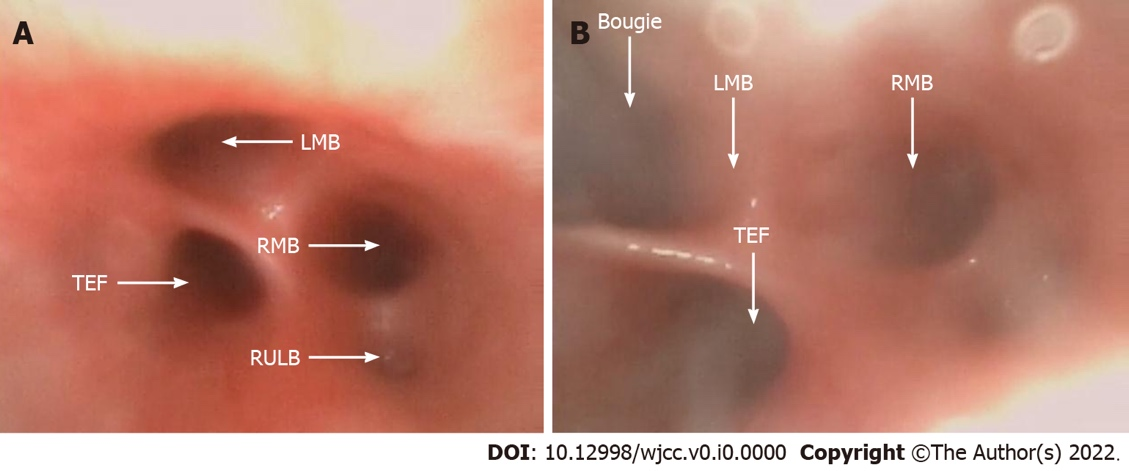 A
LMB
RMB
TEF
RULB
B
Bougie
LMB
RMB
TEF
DOI: 10.12998/wjcc.v0.i0.0000 Copyright ©The Author(s) 2022.